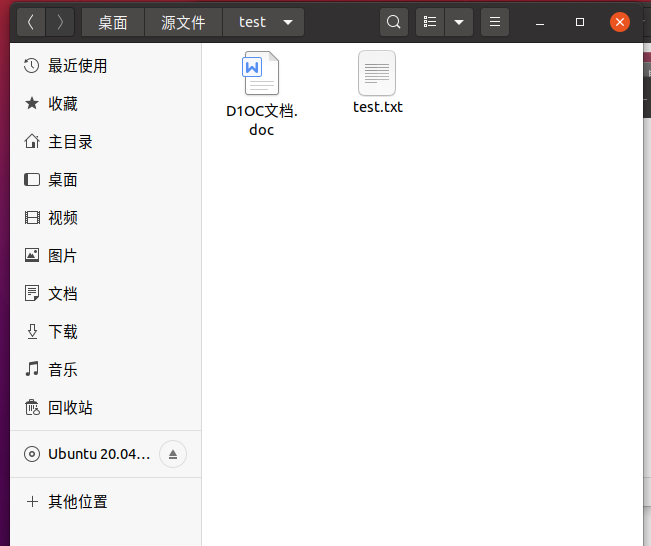 桌面 源文件 test
最近使用
收藏
主目录
桌面
视频
图片
文档
下载
音乐
回收站
Ubuntu 20.04…
其他位置
D1OC文档.
doc
test.txt